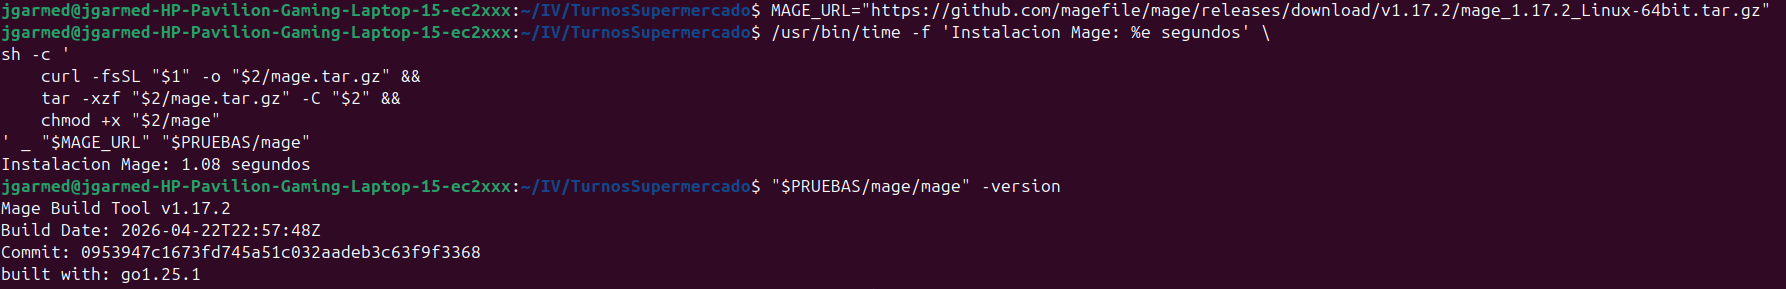 jgarmed@jgarmed-HP-Pavilion-Gaming-Laptop-15-ec2xxx:~/IV/TurnosSupermercado$ MAGE_URL="https://github.com/magefile/mage/releases/download/v1.17.2/mage_1.17.2_Linux-64bit.tar.gz"
jgarmed@jgarmed-HP-Pavilion-Gaming-Laptop-15-ec2xxx:~/IV/TurnosSupermercado$ /usr/bin/time -f 'Instalacion Mage: %e segundos' \
sh -c '
    curl -fsSL "$1" -o "$2/mage.tar.gz" &&
    tar -xzf "$2/mage.tar.gz" -C "$2" &&
    chmod +x "$2/mage"
' _ "$MAGE_URL" "$PRUEBAS/mage"
Instalacion Mage: 1.08 segundos
jgarmed@jgarmed-HP-Pavilion-Gaming-Laptop-15-ec2xxx:~/IV/TurnosSupermercado$ "$PRUEBAS/mage/mage" -version
Mage Build Tool v1.17.2
Build Date: 2026-04-22T22:57:48Z
Commit: 0953947c1673fd745a51c032aadeb3c63f9f3368
built with: go1.25.1